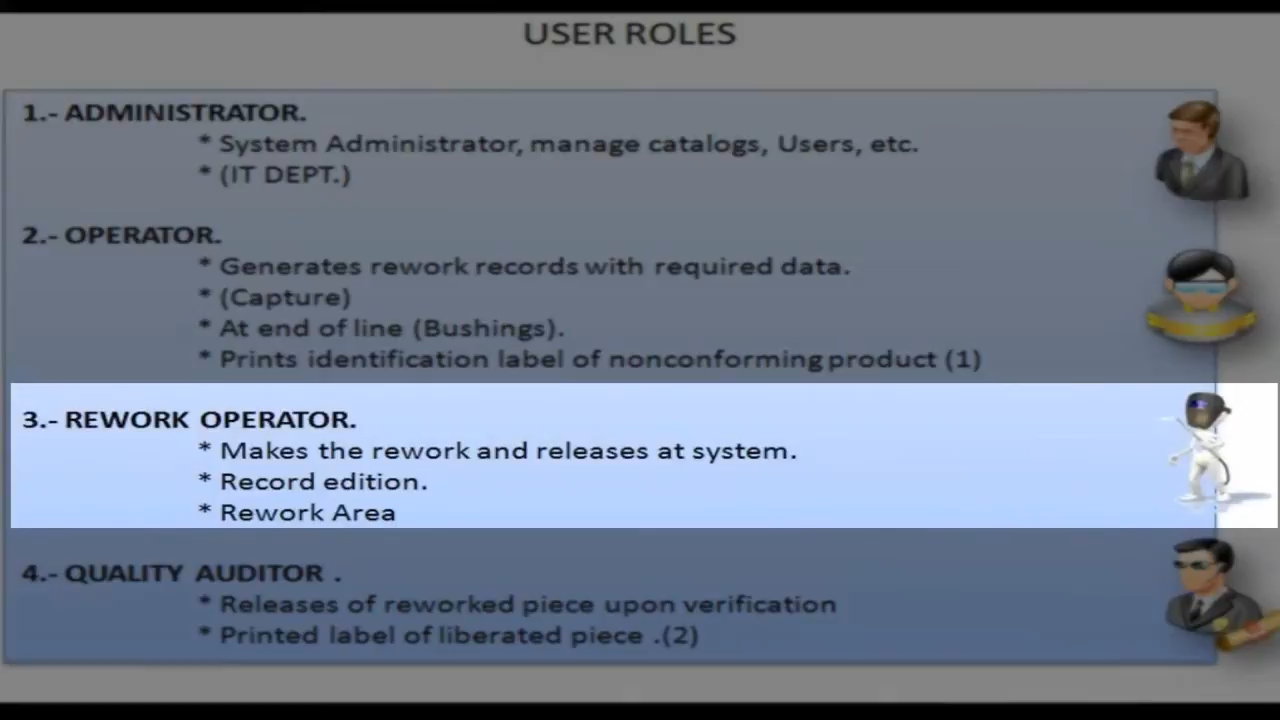 USER ROLES
1.- ADMINISTRATOR.
* System Administrator, manage catalogs, Users, etc.
* (IT DEPT.)
2.- OPERATOR.
* Generates rework records with required data.
* (Capture)
* At end of line (Bushings).
* Prints identification label of nonconforming product (1)
3.- REWORK OPERATOR.
* Makes the rework and releases at system.
* Record edition.
* Rework Area
4.- QUALITY AUDITOR .
* Releases of reworked piece upon verification
* Printed label of liberated piece .(2)